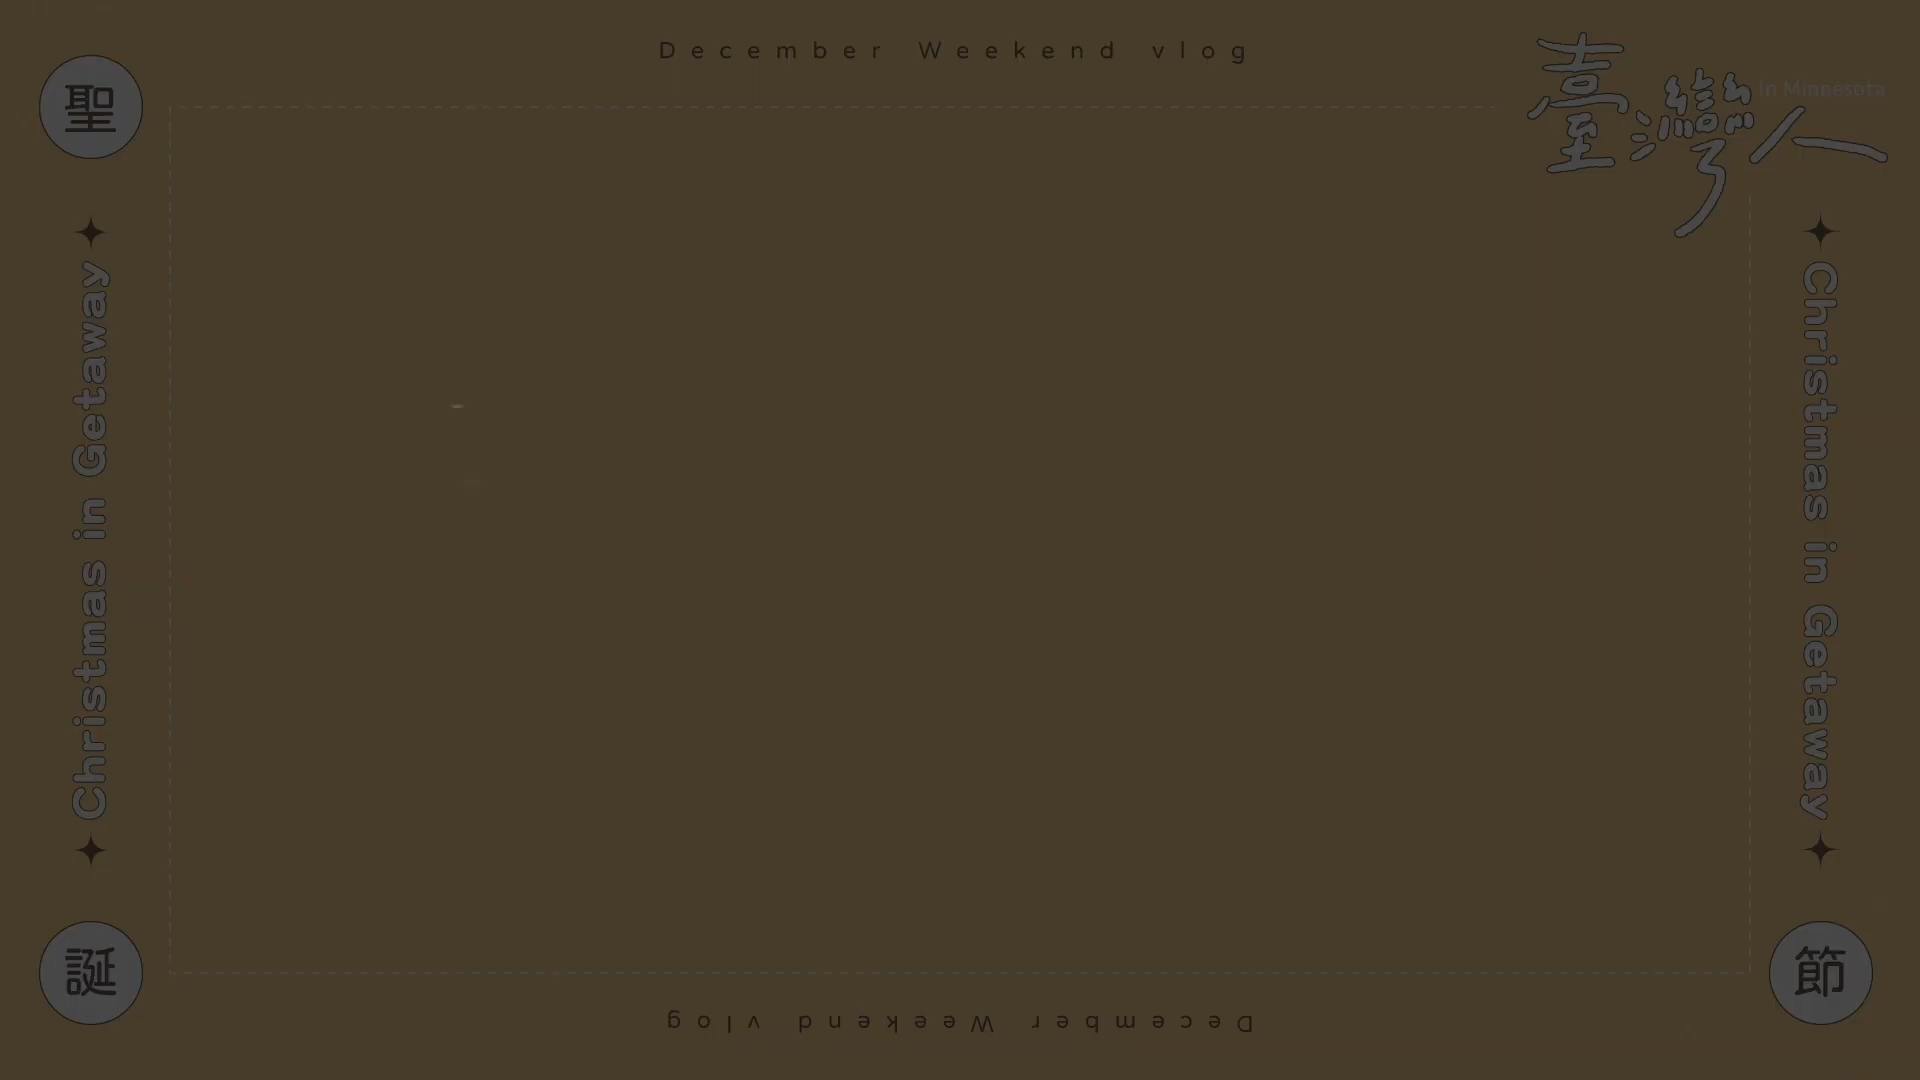 December Weekend vlog
臺灣人
In Minnesota
聖
Christmas in Getaway
Christmas in Getaway
誕
節
December Weekend vlog